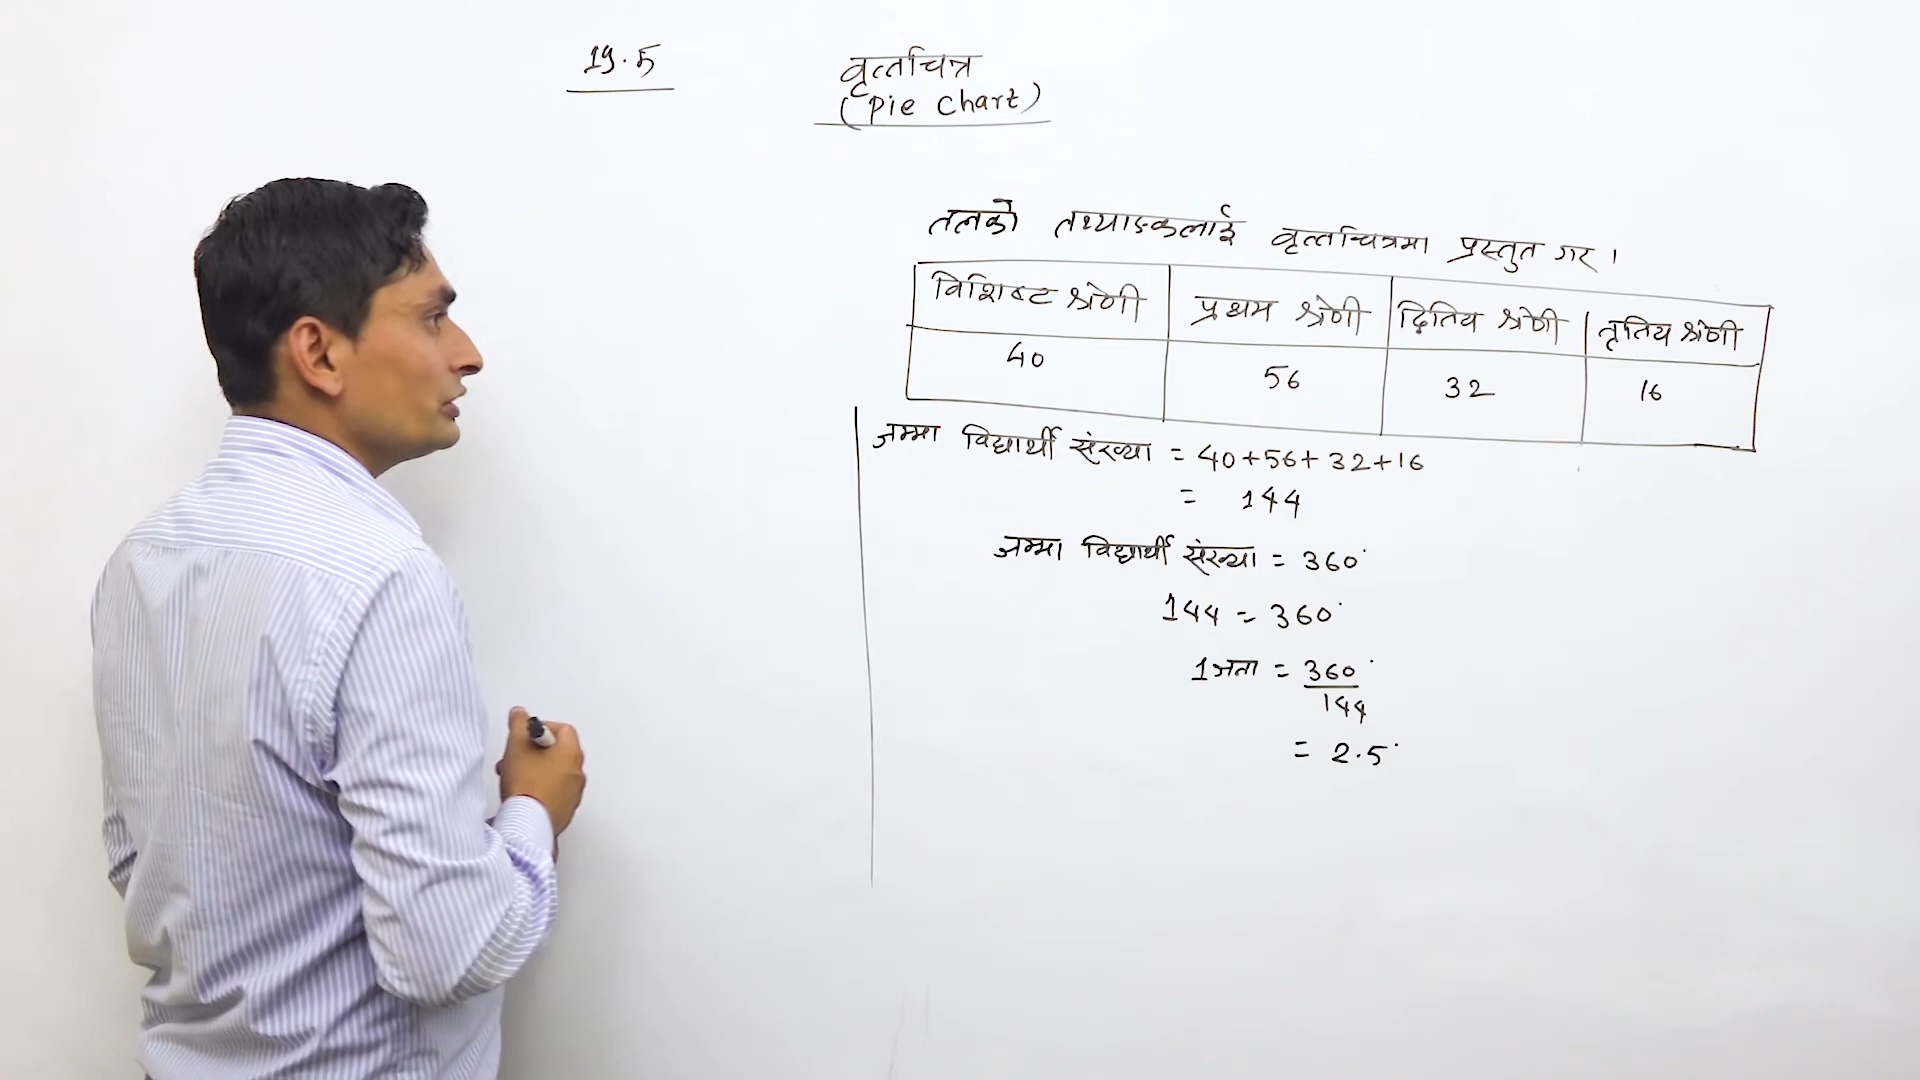 19.5
वृत्तचित्र
(Pie Chart)
तलको तथ्याङ्कलाई वृत्तचित्रमा प्रस्तुत गर ।
विशिष्ट श्रेणी प्रथम श्रेणी द्वितिय श्रेणी तृतिय श्रेणी
40 56 32 16
जम्मा विद्यार्थी संख्या = 40+56+32+16
= 144
जम्मा विद्यार्थी संख्या = 360°
144 = 360°
1 जना = 360°
144
= 2.5°